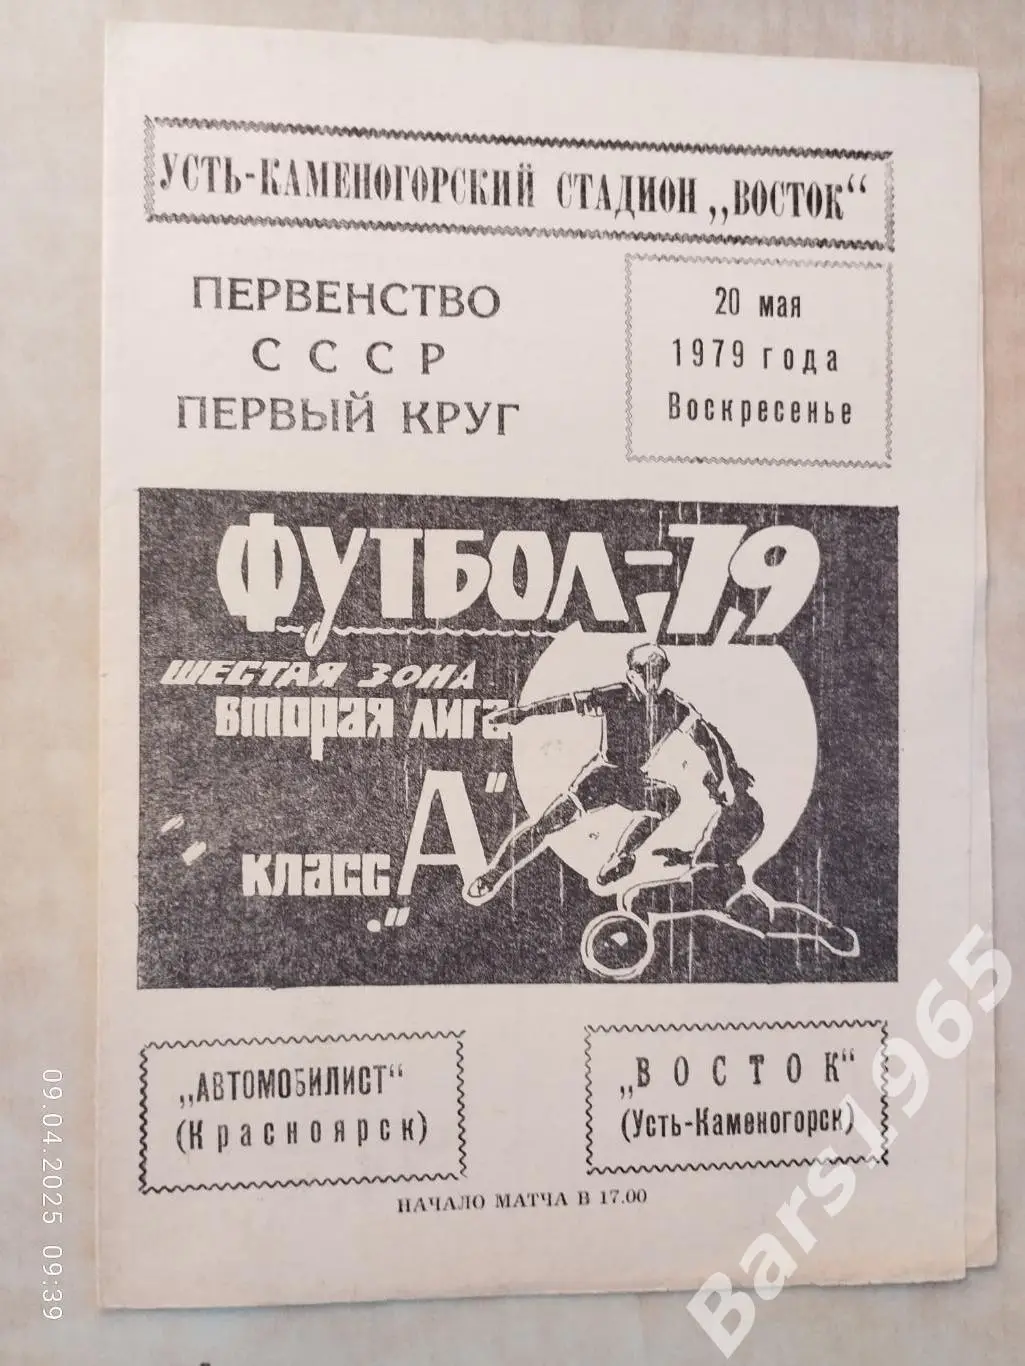 УСТЬ-КАМЕНОГОРСКИЙ СТАДИОН „ВОСТОК“
ПЕРВЕНСТВО
СССР
ПЕРВЫЙ КРУГ
20 мая
1979 года
Воскресенье
ФУТБОЛ-79
ШЕСТАЯ ЗОНА
ВТОРАЯ ЛИГА
КЛАСС „А“
„АВТОМОБИЛИСТ“
(Красноярск)
„ВОСТОК“
(Усть-Каменогорск)
НАЧАЛО МАТЧА В 17.00
09.04.2025 09:39
Bars1965